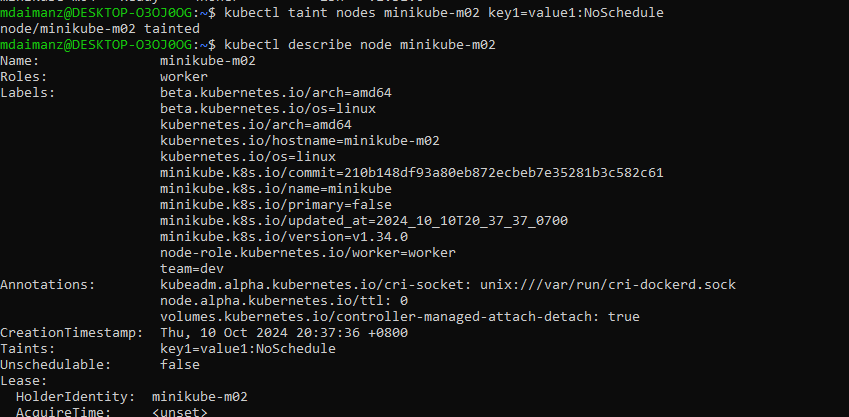 mdaimanz@DESKTOP-O3OJ0OG:~$ kubectl taint nodes minikube-m02 key1=value1:NoSchedule
node/minikube-m02 tainted
mdaimanz@DESKTOP-O3OJ0OG:~$ kubectl describe node minikube-m02
Name:               minikube-m02
Roles:              worker
Labels:             beta.kubernetes.io/arch=amd64
                    beta.kubernetes.io/os=linux
                    kubernetes.io/arch=amd64
                    kubernetes.io/hostname=minikube-m02
                    kubernetes.io/os=linux
                    minikube.k8s.io/commit=210b148df93a80eb872ecbeb7e35281b3c582c61
                    minikube.k8s.io/name=minikube
                    minikube.k8s.io/primary=false
                    minikube.k8s.io/updated_at=2024_10_10T20_37_37_0700
                    minikube.k8s.io/version=v1.34.0
                    node-role.kubernetes.io/worker=worker
                    team=dev
Annotations:        kubeadm.alpha.kubernetes.io/cri-socket: unix:///var/run/cri-dockerd.sock
                    node.alpha.kubernetes.io/ttl: 0
                    volumes.kubernetes.io/controller-managed-attach-detach: true
CreationTimestamp:  Thu, 10 Oct 2024 20:37:36 +0800
Taints:             key1=value1:NoSchedule
Unschedulable:      false
Lease:
  HolderIdentity:  minikube-m02
  AcquireTime:     <unset>